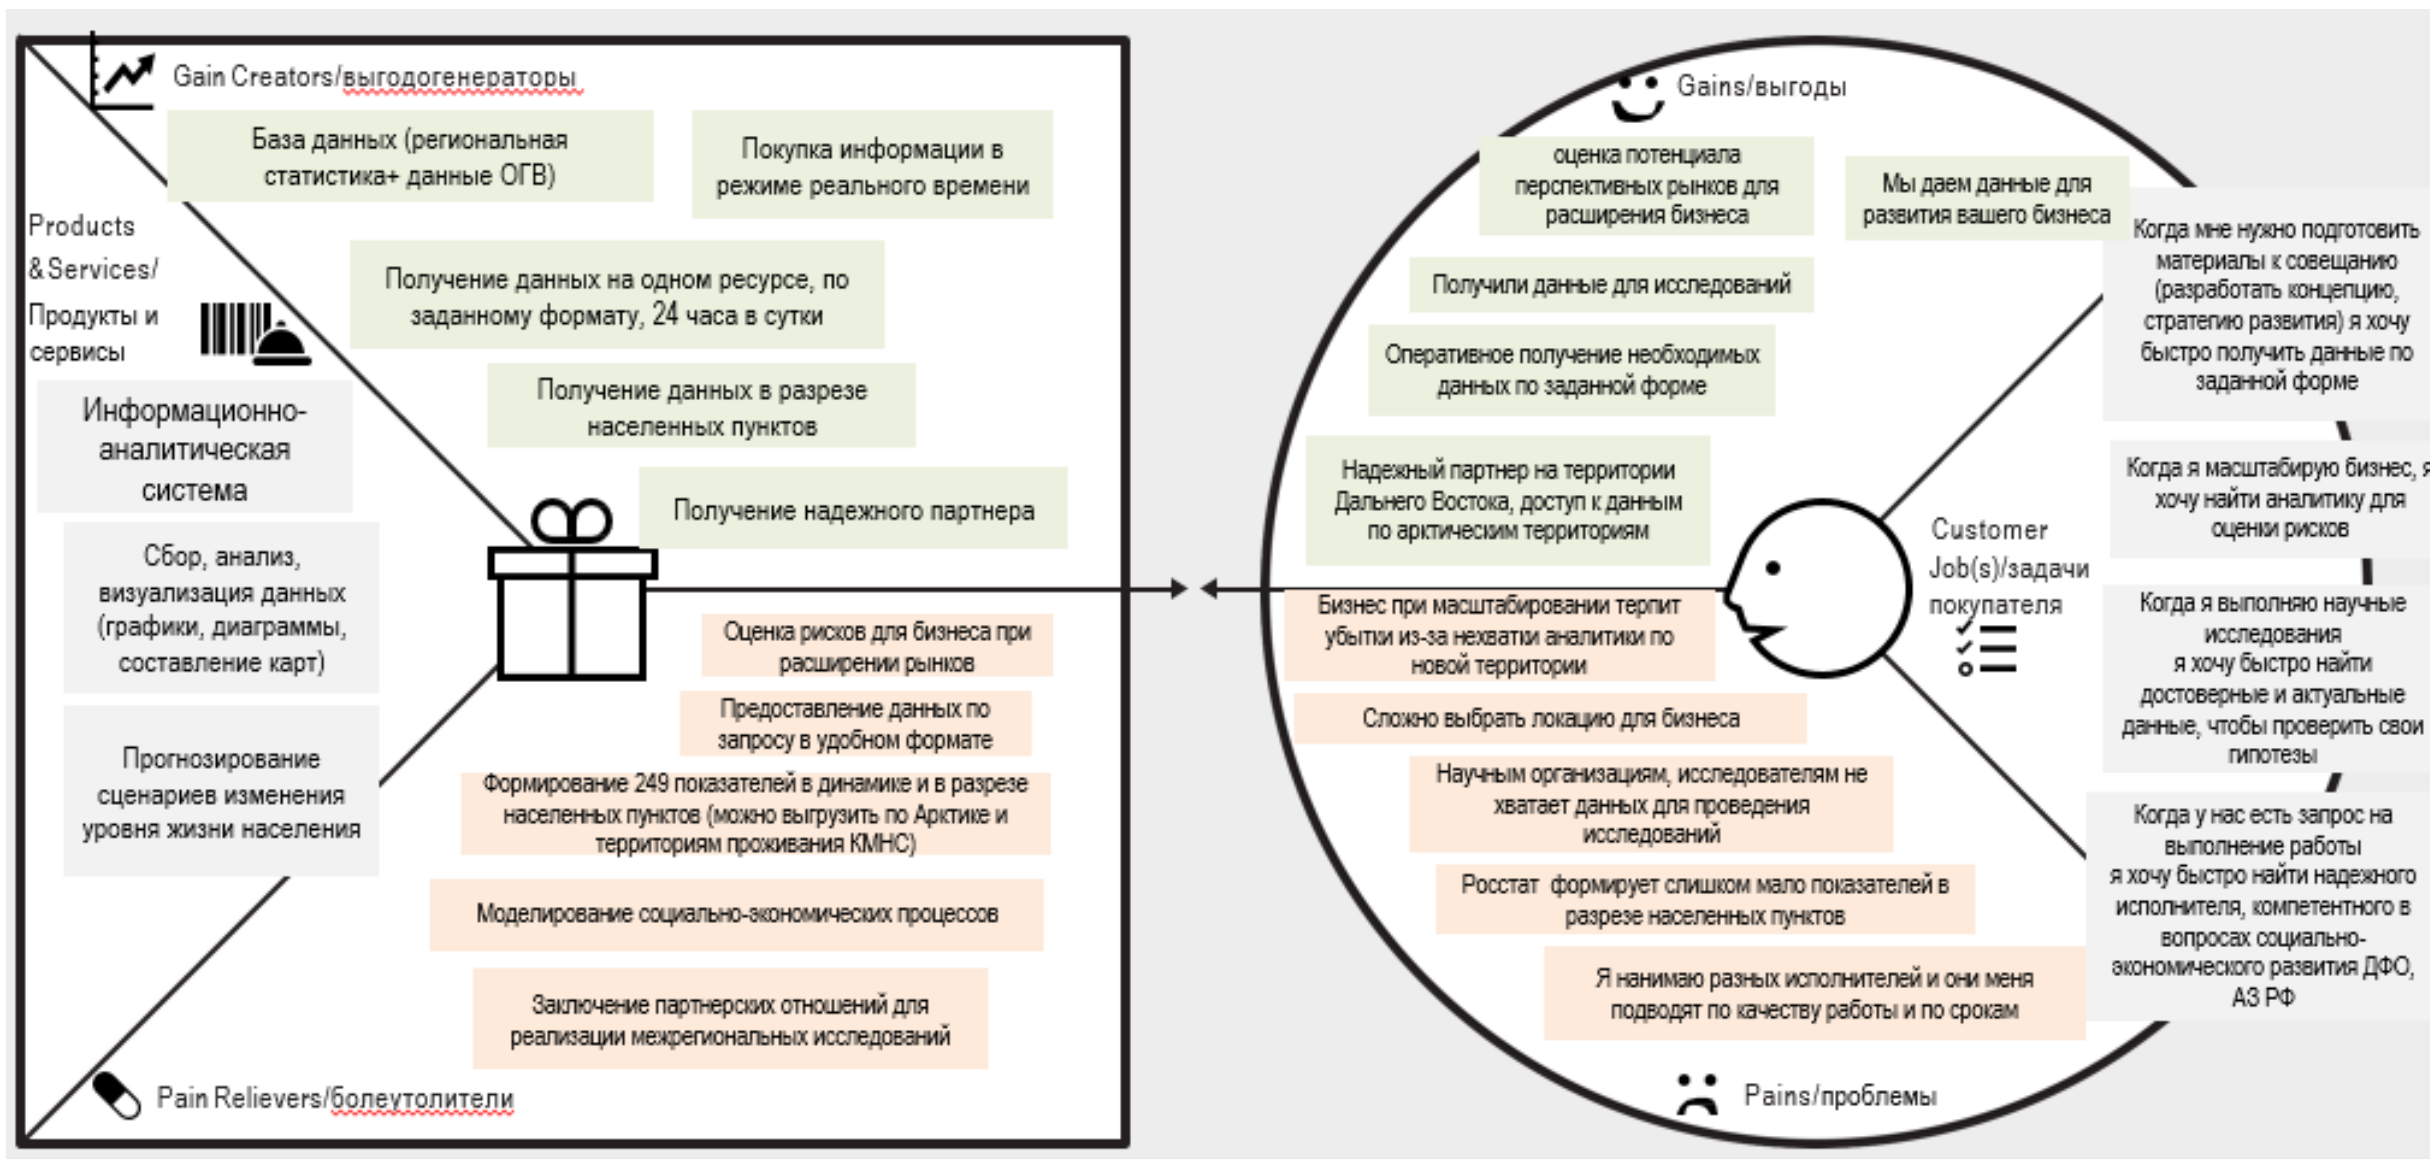 Gain Creators/выгодогенераторы
База данных (региональная
статистика+ данные ОГВ)
Покупка информации в
режиме реального времени
Получение данных на одном ресурсе, по
заданному формату, 24 часа в сутки
Получение данных в разрезе
населенных пунктов
Получение надежного партнера
Products
&Services/
Продукты и
сервисы
Информационно-
аналитическая
система
Сбор, анализ,
визуализация данных
(графики, диаграммы,
составление карт)
Прогнозирование
сценариев изменения
уровня жизни населения
Оценка рисков для бизнеса при
расширении рынков
Предоставление данных по
запросу в удобном формате
Формирование 249 показателей в динамике и в разрезе
населенных пунктов (можно выгрузить по Арктике и
территориям проживания КМНС)
Моделирование социально-экономических процессов
Заключение партнерских отношений для
реализации межрегиональных исследований
Pain Relievers/болеутолители
Gains/выгоды
оценка потенциала
перспективных рынков для
расширения бизнеса
Мы даем данные для
развития вашего бизнеса
Получили данные для исследований
Оперативное получение необходимых
данных по заданной форме
Надежный партнер на территории
Дальнего Востока, доступ к данным
по арктическим территориям
Customer
Job(s)/задачи
покупателя
Когда мне нужно подготовить
материалы к совещанию
(разработать концепцию,
стратегию развития) я хочу
быстро получить данные по
заданной форме
Когда я масштабирую бизнес, я
хочу найти аналитику для
оценки рисков
Когда я выполняю научные
исследования
я хочу быстро найти
достоверные и актуальные
данные, чтобы проверить свои
гипотезы
Когда у нас есть запрос на
выполнение работы
я хочу быстро найти надежного
исполнителя, компетентного в
вопросах социально-
экономического развития ДФО,
АЗ РФ
Бизнес при масштабировании терпит
убытки из-за нехватки аналитики по
новой территории
Сложно выбрать локацию для бизнеса
Научным организациям, исследователям не
хватает данных для проведения
исследований
Росстат формирует слишком мало показателей в
разрезе населенных пунктов
Я нанимаю разных исполнителей и они меня
подводят по качеству работы и по срокам
Pains/проблемы